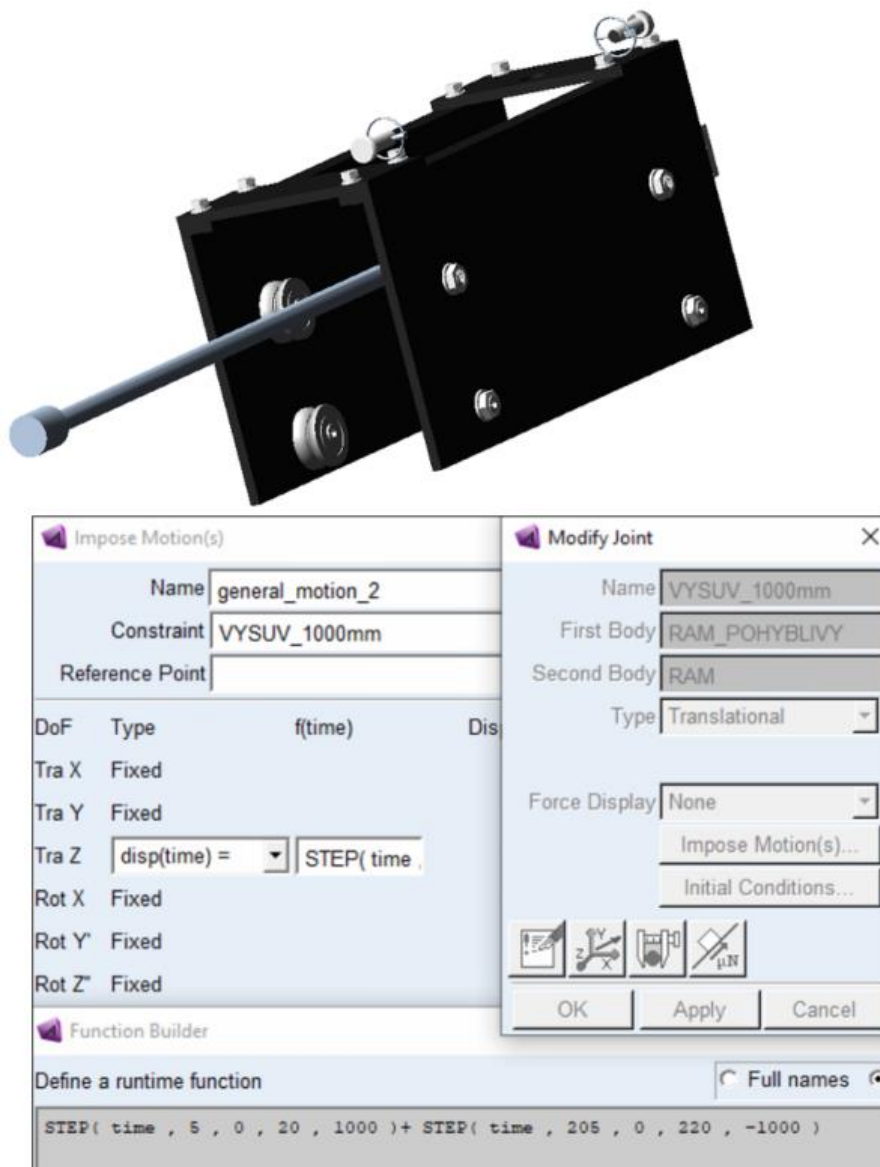 Impose Motion(s)
Modify Joint
Name general_motion_2
Constraint VYSUV_1000mm
Reference Point
DoF Type f(time)
Tra X Fixed
Tra Y Fixed
Tra Z disp(time) = STEP( time ,
Rot X Fixed
Rot Y' Fixed
Rot Z" Fixed
Name VYSUV_1000mm
First Body RAM_POHYBLIVY
Second Body RAM
Type Translational
Force Display None
Impose Motion(s)...
Initial Conditions...
OK Apply Cancel
Function Builder
Define a runtime function Full names
STEP( time , 5 , 0 , 20 , 1000 )+ STEP( time , 205 , 0 , 220 , -1000 )